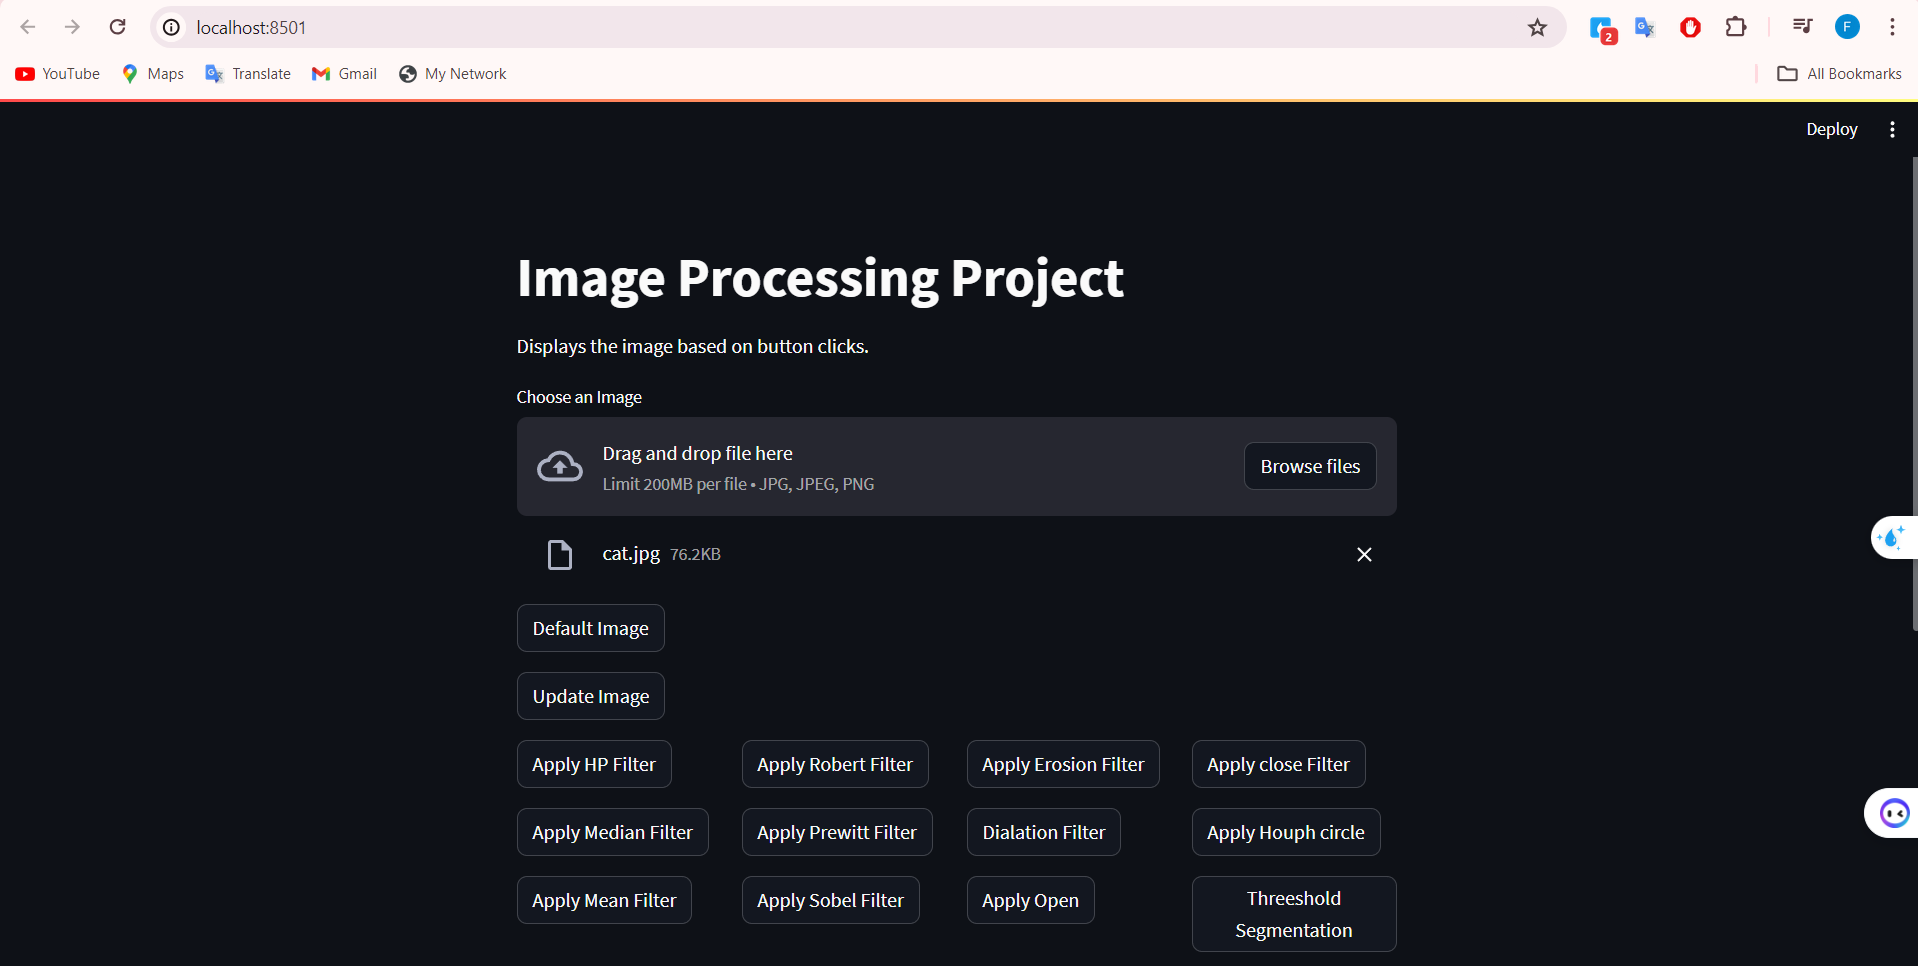 localhost:8501
2
F
YouTube
Maps
Translate
Gmail
My Network
All Bookmarks
Deploy
Image Processing Project
Displays the image based on button clicks.
Choose an Image
Drag and drop file here
Limit 200MB per file • JPG, JPEG, PNG
Browse files
cat.jpg 76.2KB
Default Image
Update Image
Apply HP Filter
Apply Robert Filter
Apply Erosion Filter
Apply close Filter
Apply Median Filter
Apply Prewitt Filter
Dialation Filter
Apply Houph circle
Apply Mean Filter
Apply Sobel Filter
Apply Open
Threeshold
Segmentation